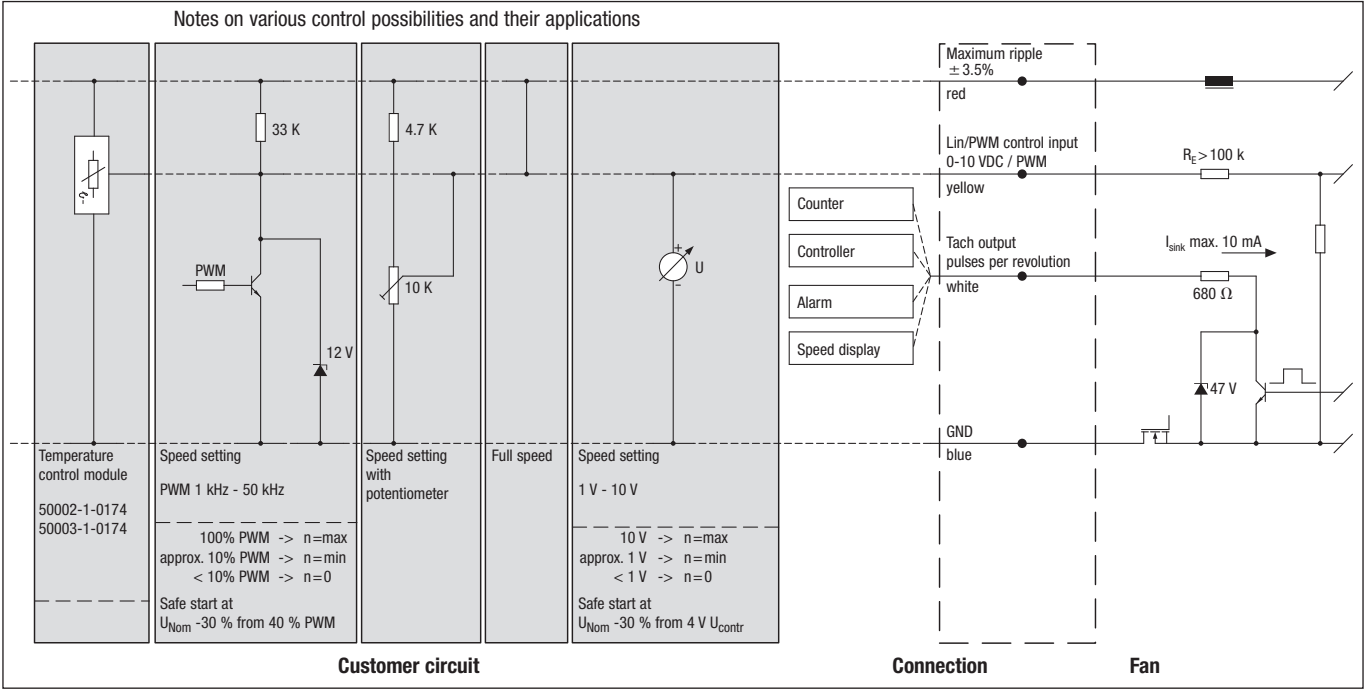 Notes on various control possibilities and their applications
33 K
PWM
12 V
4.7 K
10 K
+
U
-
Temperature
control module
50002-1-0174
50003-1-0174
Speed setting
PWM 1 kHz - 50 kHz
100% PWM -> n=max
approx. 10% PWM -> n=min
< 10% PWM -> n=0
Safe start at
UNom -30 % from 40 % PWM
Speed setting
with
potentiometer
Full speed
Speed setting
1 V - 10 V
10 V -> n=max
approx. 1 V -> n=min
< 1 V -> n=0
Safe start at
UNom -30 % from 4 V Ucontr
Counter
Controller
Alarm
Speed display
Maximum ripple
±3.5%
red
Lin/PWM control input
0-10 VDC / PWM
yellow
Tach output
pulses per revolution
white
GND
blue
RE>100 k
Isink max. 10 mA
680 Ω
47 V
Customer circuit
Connection
Fan